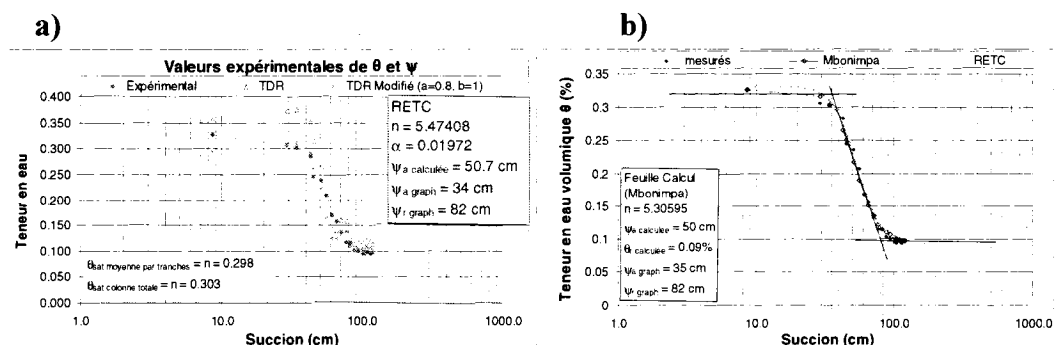 a)
Valeurs expérimentales de θ et ψ
Expérimental TDR TDR Modifié (a=0.8, b=1)
Teneur en eau
0.400
0.350
0.300
0.250
0.200
0.150
0.100
0.050
0.000
RETC
n = 5.47408
α = 0.01972
ψa calculée = 50.7 cm
ψa graph = 34 cm
ψr graph = 82 cm
θsat moyenne par tranches = n = 0.298
θsat colonne totale = n = 0.303
1.0 10.0 100.0 1000.0
Succion (cm)
b)
mesurés Mbonimpa RETC
Teneur en eau volumique θ (%)
0.35
0.3
0.25
0.2
0.15
0.1
0.05
0
Feuille Calcul
(Mbonimpa)
n = 5.30595
ψa calculée = 50 cm
θr calculée = 0.09%
ψa graph = 35 cm
ψr graph = 82 cm
1.0 10.0 100.0 1000.0
Succion (cm)